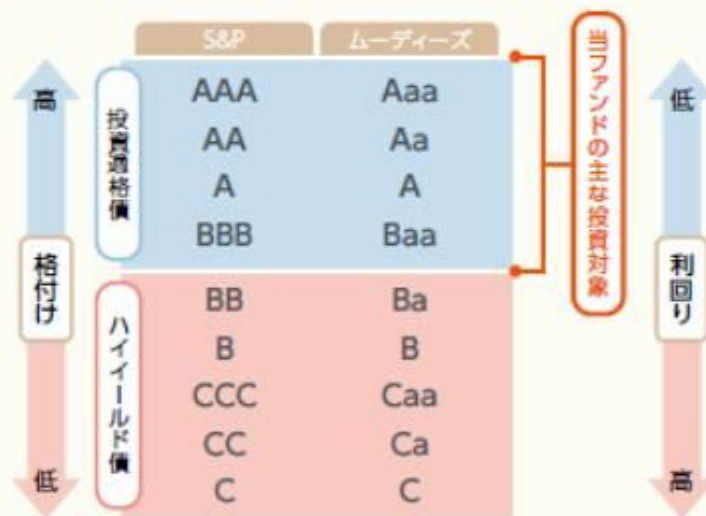 S&P ムーディーズ
高
投資適格債
AAA Aaa
AA Aa
A A
BBB Baa
当ファンドの主な投資対象
低
格付け
利回り
ハイイールド債
BB Ba
B B
CCC Caa
CC Ca
C C
低
高